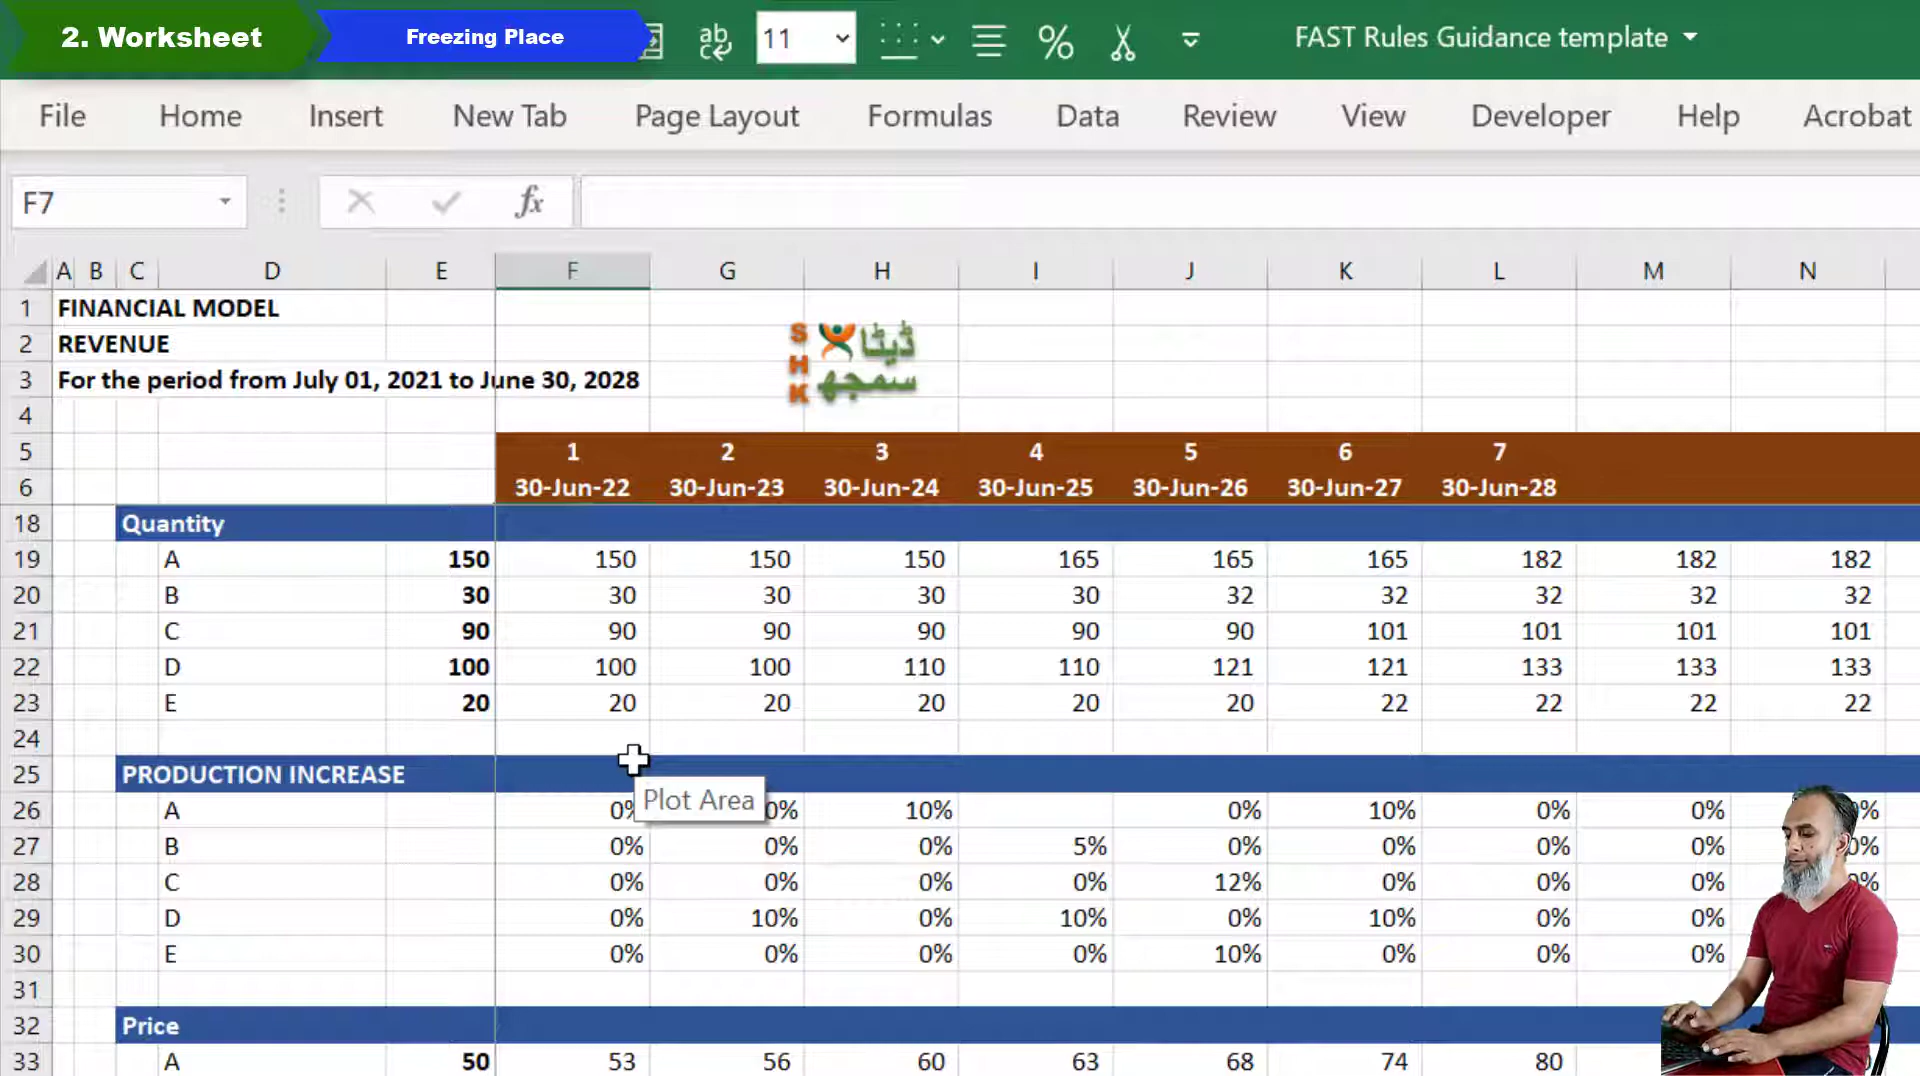 2. Worksheet Freezing Place ab 11 % FAST Rules Guidance template
File Home Insert New Tab Page Layout Formulas Data Review View Developer Help Acrobat
F7 fx
A B C D E F G H I J K L M N
1 FINANCIAL MODEL
2 REVENUE
3 For the period from July 01, 2021 to June 30, 2028
SHK ڈیٹا سمجھ
4
5 1 2 3 4 5 6 7
6 30-Jun-22 30-Jun-23 30-Jun-24 30-Jun-25 30-Jun-26 30-Jun-27 30-Jun-28
18 Quantity
19 A 150 150 150 150 165 165 165 182 182 182
20 B 30 30 30 30 30 32 32 32 32 32
21 C 90 90 90 90 90 90 101 101 101 101
22 D 100 100 100 110 110 121 121 133 133 133
23 E 20 20 20 20 20 20 22 22 22 22
24
25 PRODUCTION INCREASE
Plot Area
26 A 0% 10% 0% 10% 0% 0%
27 B 0% 0% 0% 5% 0% 0% 0% 0% 0%
28 C 0% 0% 0% 0% 12% 0% 0% 0% 0%
29 D 0% 10% 0% 10% 0% 10% 0% 0%
30 E 0% 0% 0% 0% 10% 0% 0% 0%
31
32 Price
33 A 50 53 56 60 63 68 74 80